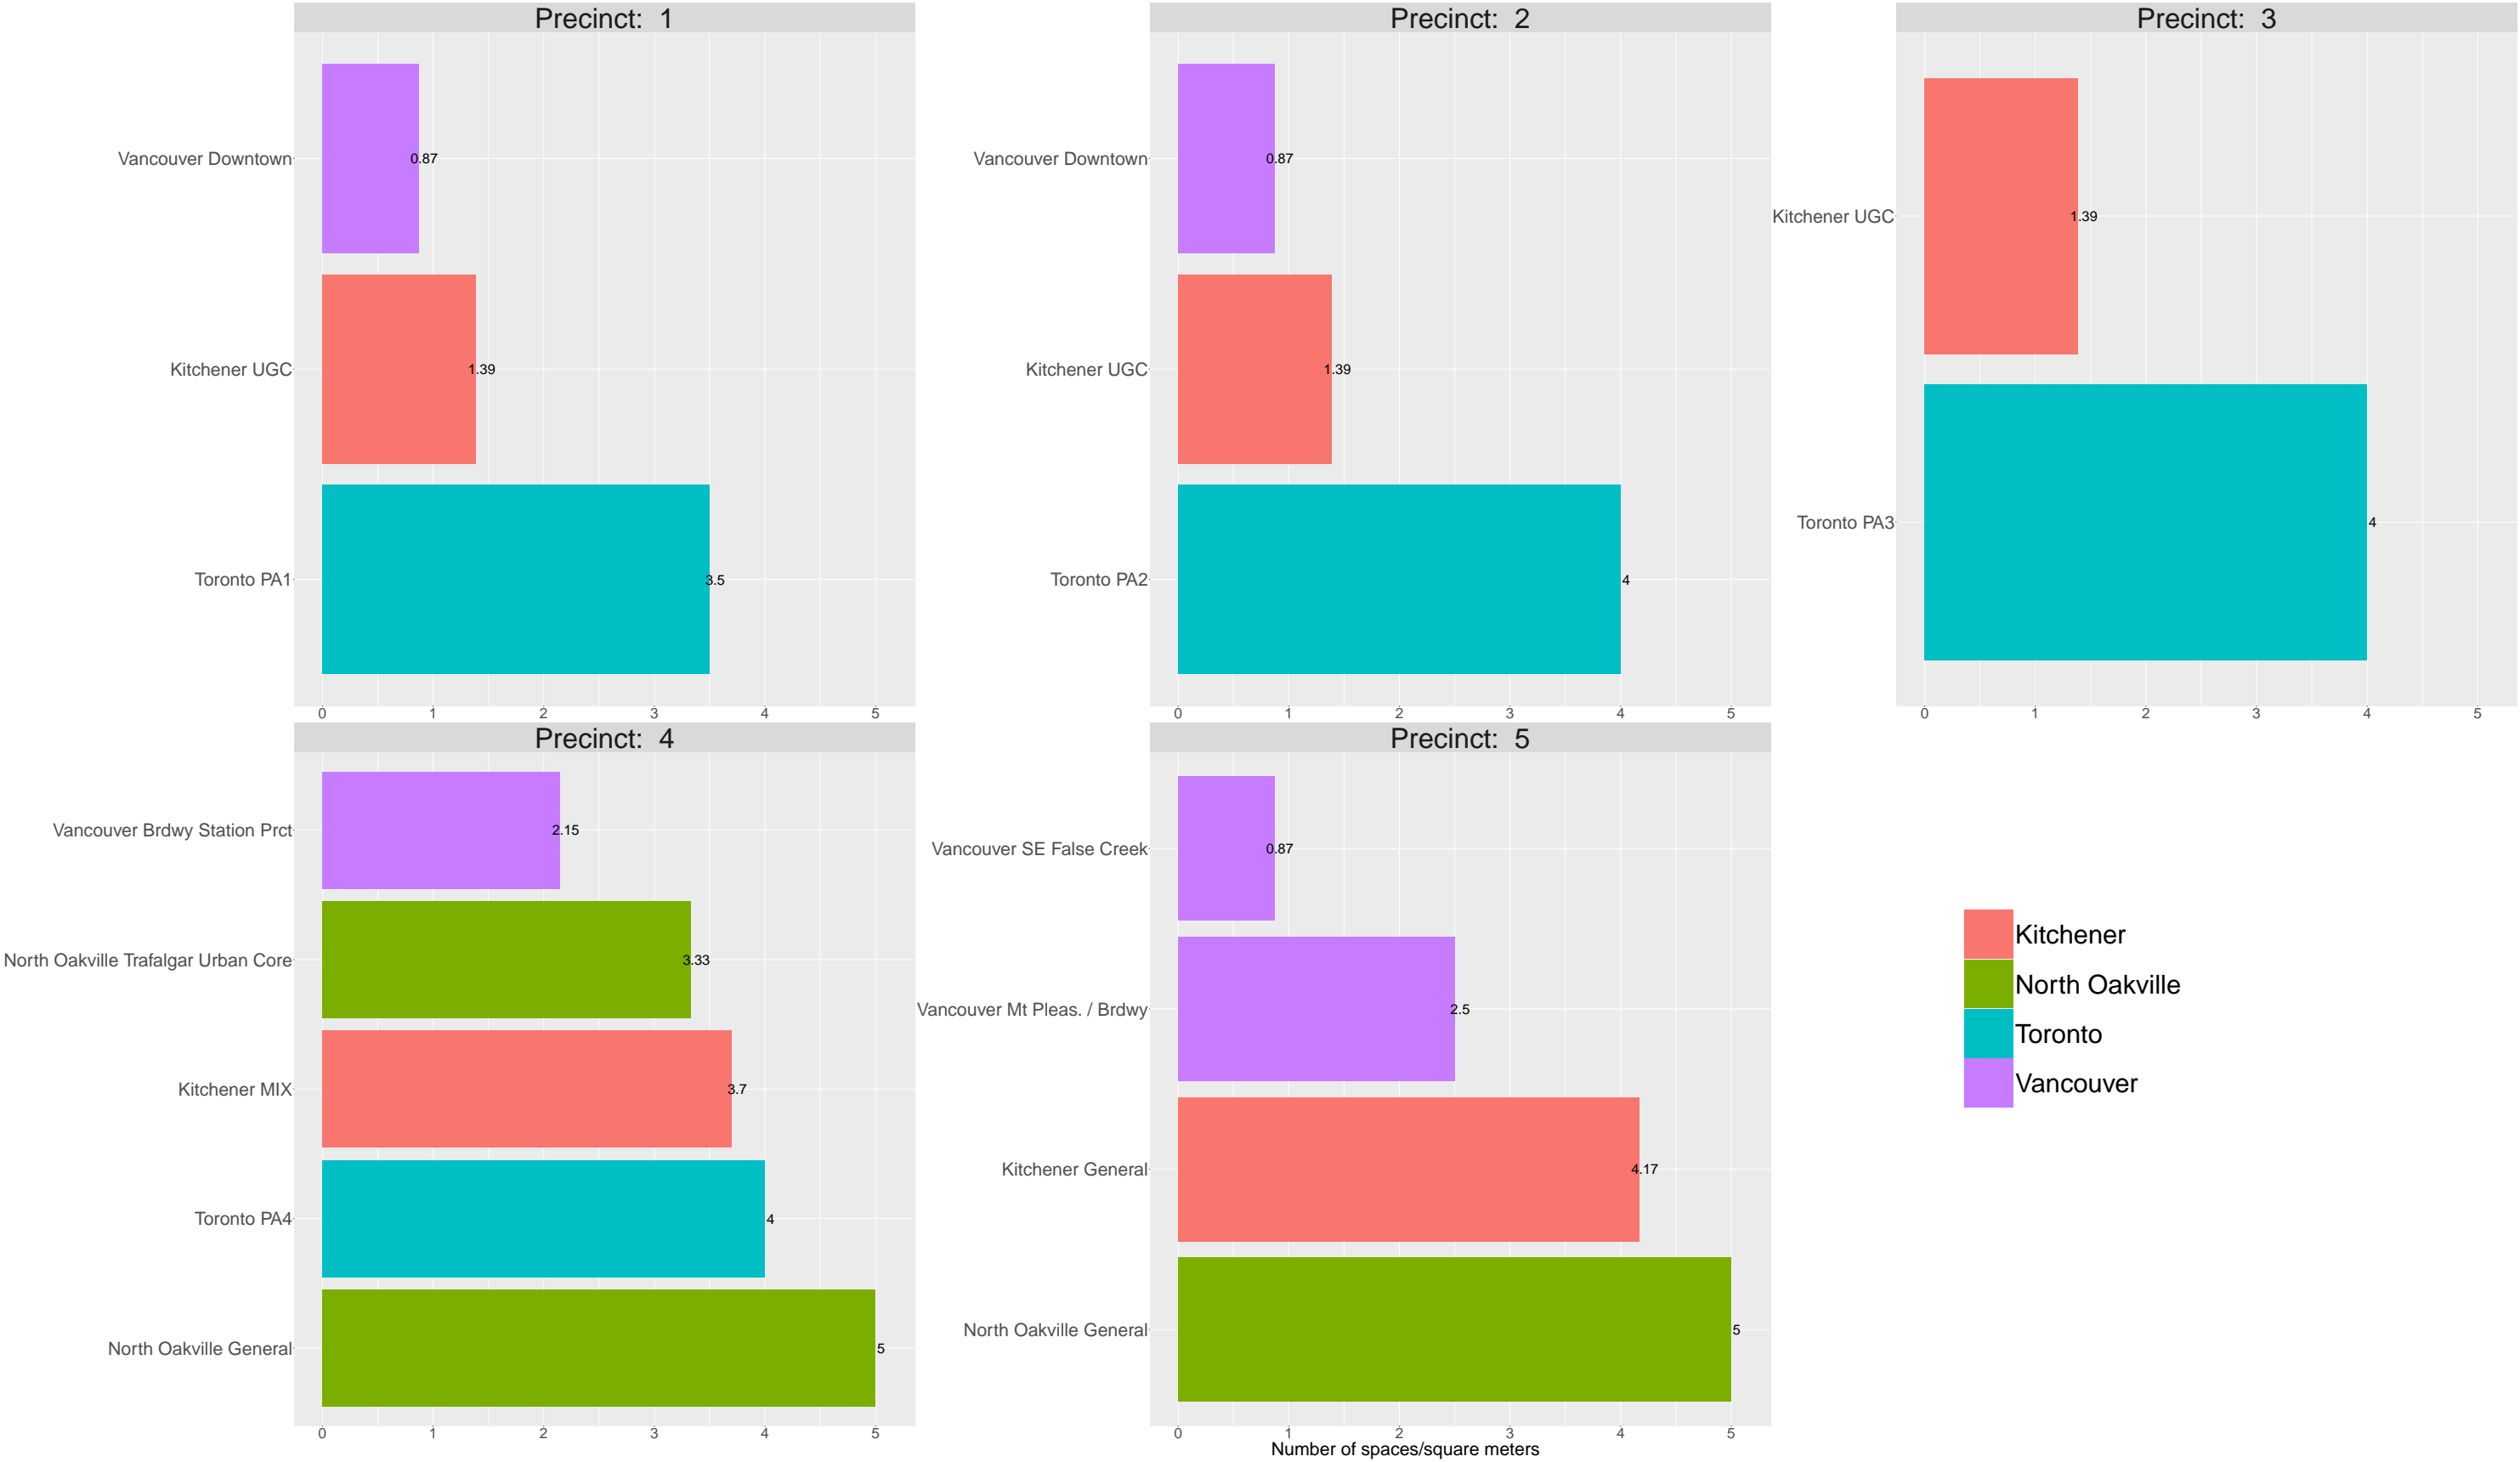 Precinct:  1
Vancouver Downtown
0.87
Kitchener UGC
1.39
Toronto PA1
3.5
0 1 2 3 4 5
Precinct:  2
Vancouver Downtown
0.87
Kitchener UGC
1.39
Toronto PA2
4
0 1 2 3 4 5
Precinct:  3
Kitchener UGC
1.39
Toronto PA3
4
0 1 2 3 4 5
Precinct:  4
Vancouver Brdwy Station Prct
2.15
North Oakville Trafalgar Urban Core
3.33
Kitchener MIX
3.7
Toronto PA4
4
North Oakville General
5
0 1 2 3 4 5
Precinct:  5
Vancouver SE False Creek
0.87
Vancouver Mt Pleas. / Brdwy
2.5
Kitchener General
4.17
North Oakville General
5
0 1 2 3 4 5
Number of spaces/square meters
Kitchener
North Oakville
Toronto
Vancouver